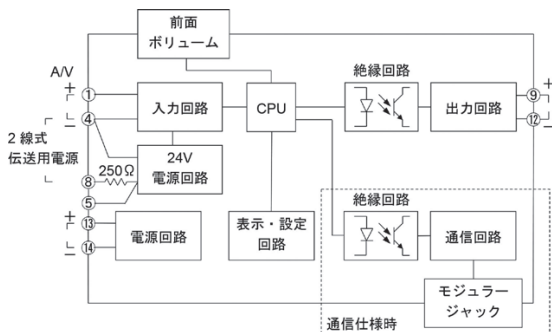 前面
ボリューム
A/V
絶縁回路
+
①
入力回路
CPU
出力回路
⑨
+
④
−
⑫
−
2線式
伝送用電源
24V
電源回路
250Ω
⑧
⑤
絶縁回路
+
⑬
電源回路
表示・設定
回路
通信回路
⑭
−
モジュラー
ジャック
通信仕様時